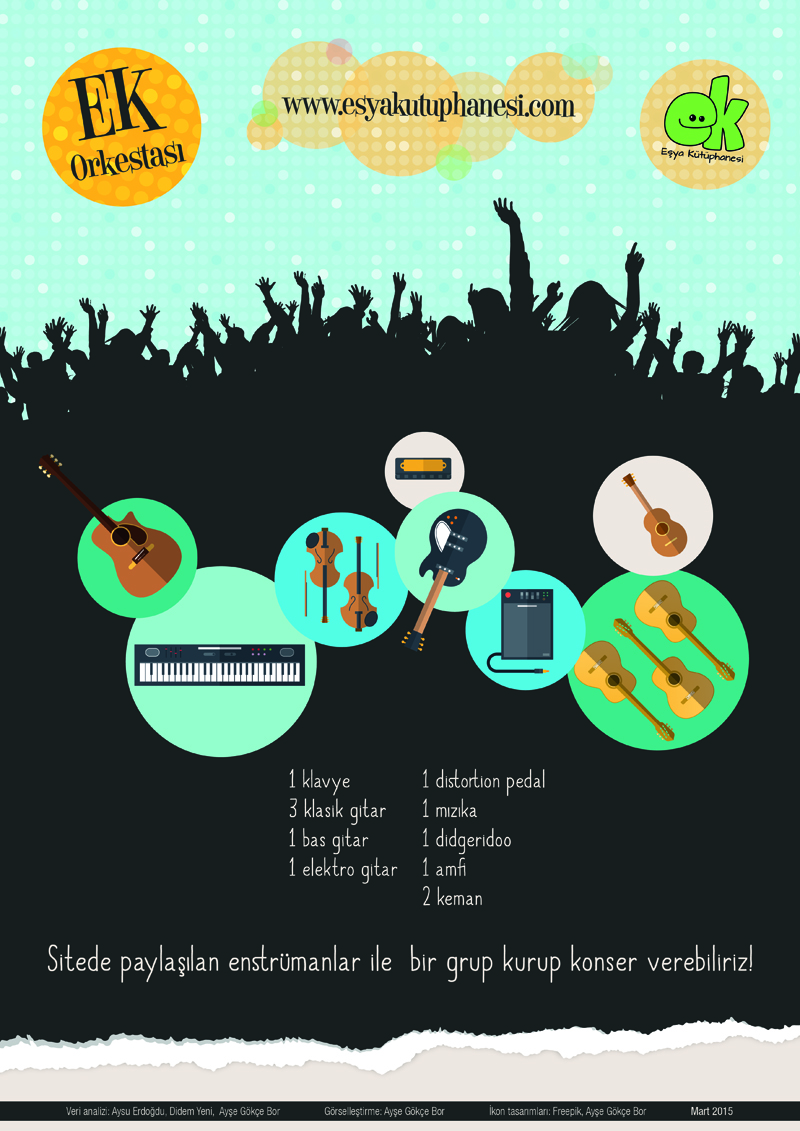 EK
Orkestası
www.esyakutuphanesi.com
ek
Eşya Kütüphanesi
1 klavye
3 klasik gitar
1 bas gitar
1 elektro gitar
1 distortion pedal
1 mızıka
1 didgeridoo
1 amfi
2 keman
Sitede paylaşılan enstrümanlar ile bir grup kurup konser verebiliriz!
Veri analizi: Aysu Erdoğdu, Didem Yeni, Ayşe Gökçe Bor
Görselleştirme: Ayşe Gökçe Bor
İkon tasarımları: Freepik, Ayşe Gökçe Bor
Mart 2015